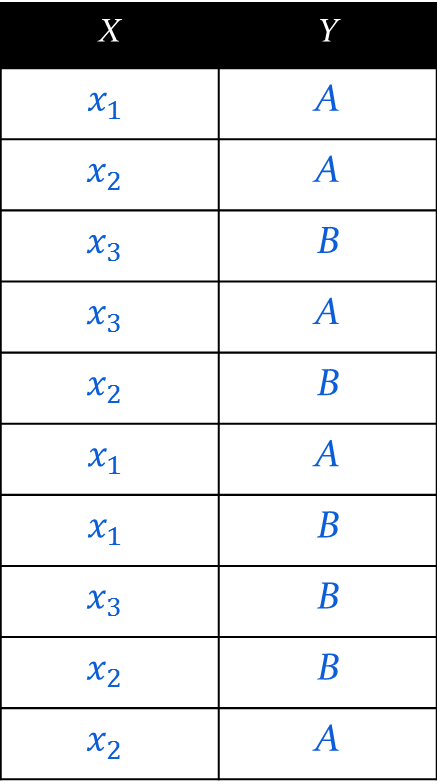 X Y
x₁ A
x₂ A
x₃ B
x₃ A
x₂ B
x₁ A
x₁ B
x₃ B
x₂ B
x₂ A